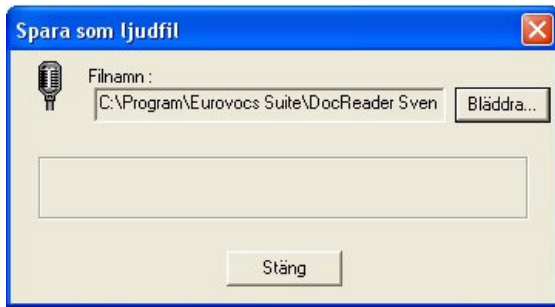 Spara som ljudfil
Filnamn :
C:\Program\Eurovocs Suite\DocReader Sven
Bläddra...
Stäng